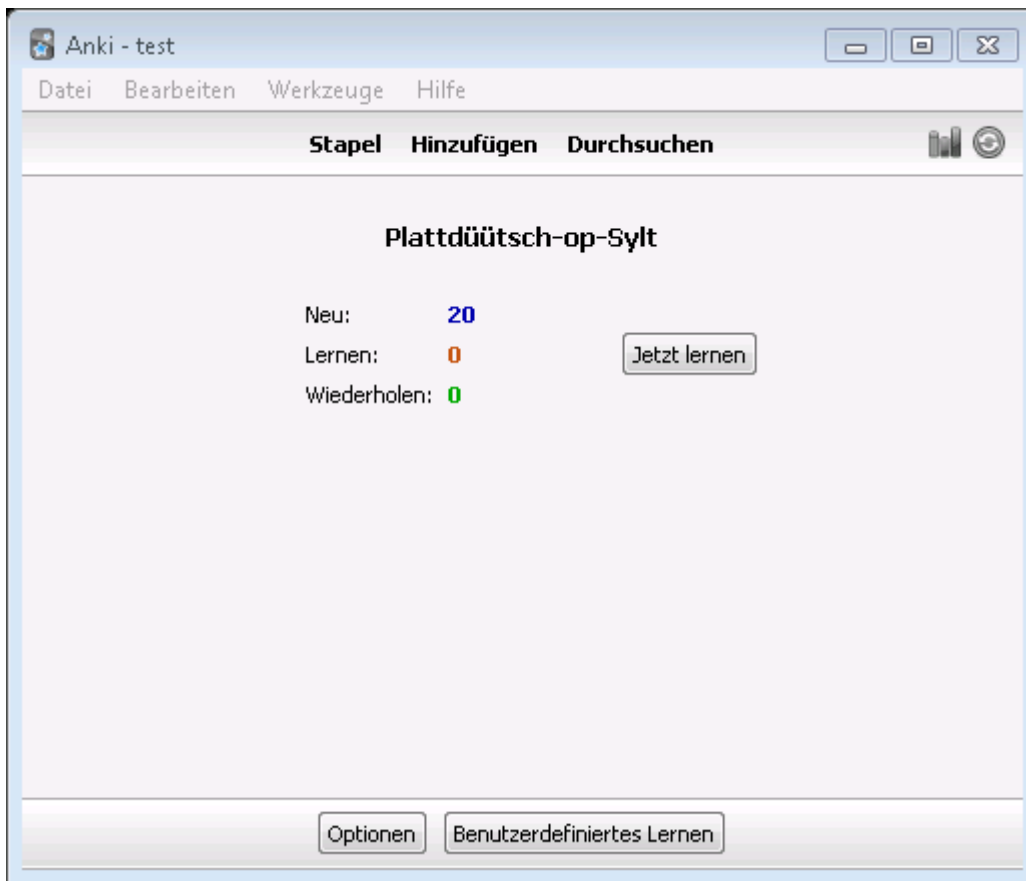 Anki - test
Datei Bearbeiten Werkzeuge Hilfe
Stapel Hinzufügen Durchsuchen
Plattdüütsch-op-Sylt
Neu: 20
Lernen: 0
Jetzt lernen
Wiederholen: 0
Optionen Benutzerdefiniertes Lernen